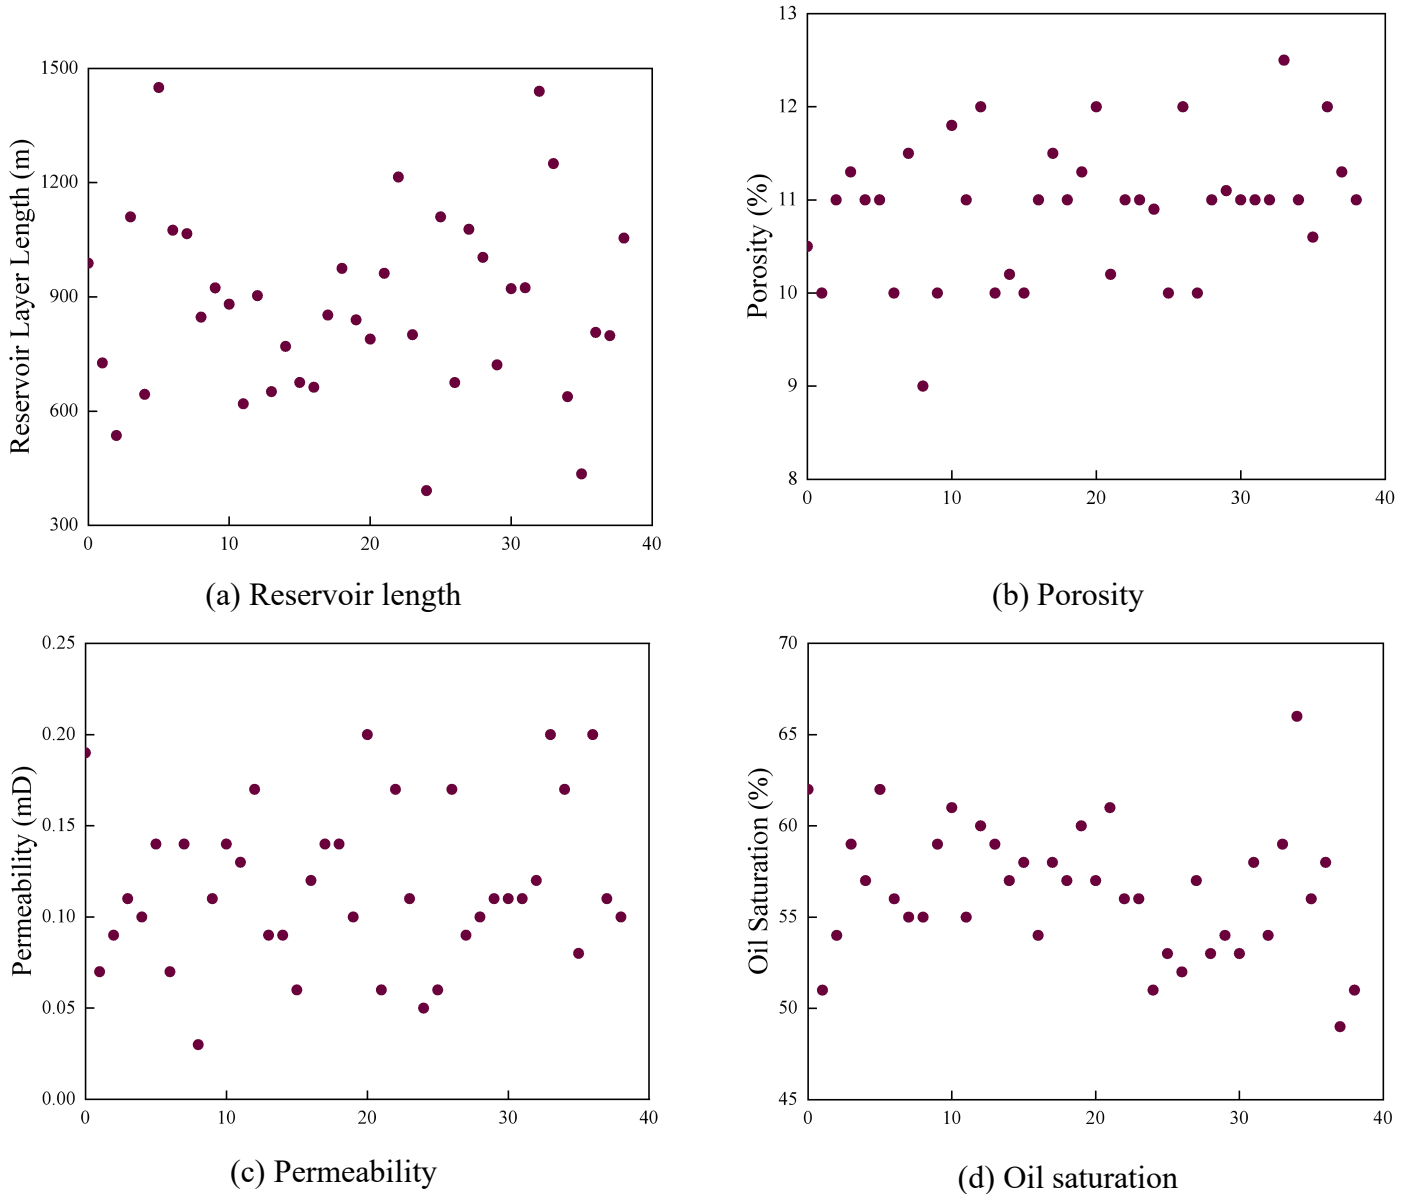 Reservoir Layer Length (m)
1500
1200
900
600
300
0 10 20 30 40
(a) Reservoir length
Porosity (%)
13
12
11
10
9
8
0 10 20 30 40
(b) Porosity
Permeability (mD)
0.25
0.20
0.15
0.10
0.05
0.00
0 10 20 30 40
(c) Permeability
Oil Saturation (%)
70
65
60
55
50
45
0 10 20 30 40
(d) Oil saturation